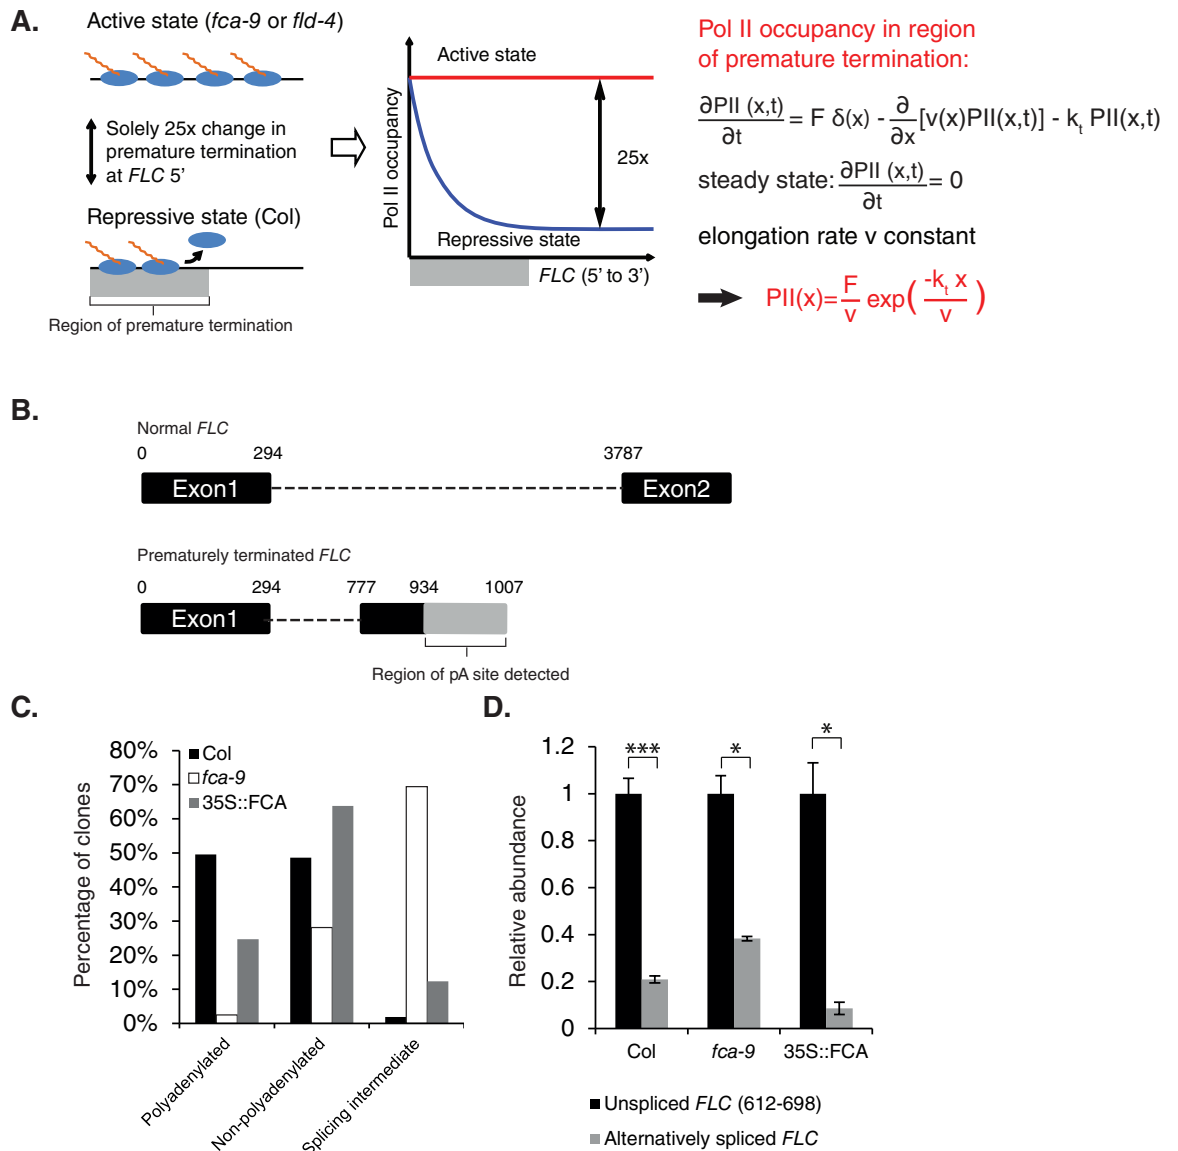 A.
Active state (fca-9 or fld-4)
Solely 25x change in
premature termination
at FLC 5'
Repressive state (Col)
Region of premature termination
Pol II occupancy
Active state
25x
Repressive state
FLC (5' to 3')
Pol II occupancy in region
of premature termination:
∂PII (x,t)/∂t = F δ(x) - ∂/∂x [v(x)PII(x,t)] - kt PII(x,t)
steady state: ∂PII (x,t)/∂t = 0
elongation rate v constant
PII(x)= F/v exp( -kt x/v )
B.
Normal FLC
0 294 3787
Exon1 Exon2
Prematurely terminated FLC
0 294 777 934 1007
Exon1
Region of pA site detected
C.
Percentage of clones
80%
70%
60%
50%
40%
30%
20%
10%
0%
Col
fca-9
35S::FCA
Polyadenylated
Non-polyadenylated
Splicing intermediate
D.
Relative abundance
1.2
1
0.8
0.6
0.4
0.2
0
*** * *
Col fca-9 35S::FCA
Unspliced FLC (612-698)
Alternatively spliced FLC